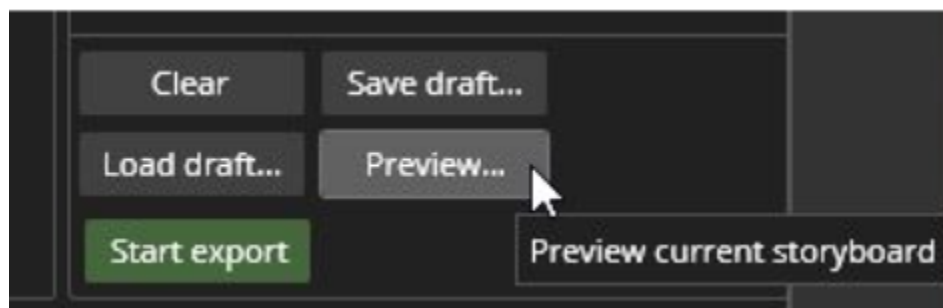 Clear
Save draft...
Load draft...
Preview...
Start export
Preview current storyboard